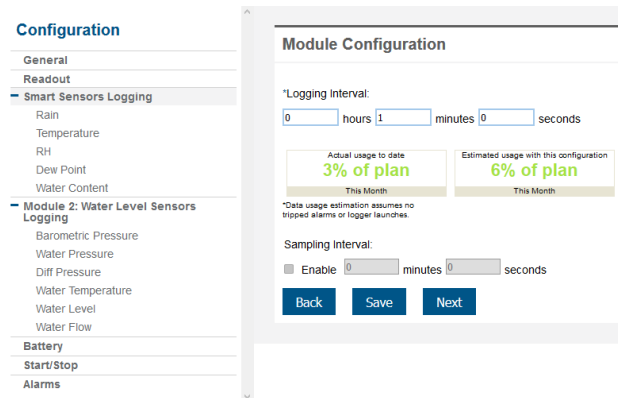 Configuration
General
Readout
Smart Sensors Logging
Rain
Temperature
RH
Dew Point
Water Content
Module 2: Water Level Sensors
Logging
Barometric Pressure
Water Pressure
Diff Pressure
Water Temperature
Water Level
Water Flow
Battery
Start/Stop
Alarms
Module Configuration
*Logging Interval:
0 hours 1 minutes 0 seconds
Actual usage to date
3% of plan
This Month
Estimated usage with this configuration
6% of plan
This Month
*Data usage estimation assumes no
tripped alarms or logger launches.
Sampling Interval:
Enable 0 minutes 0 seconds
Back Save Next